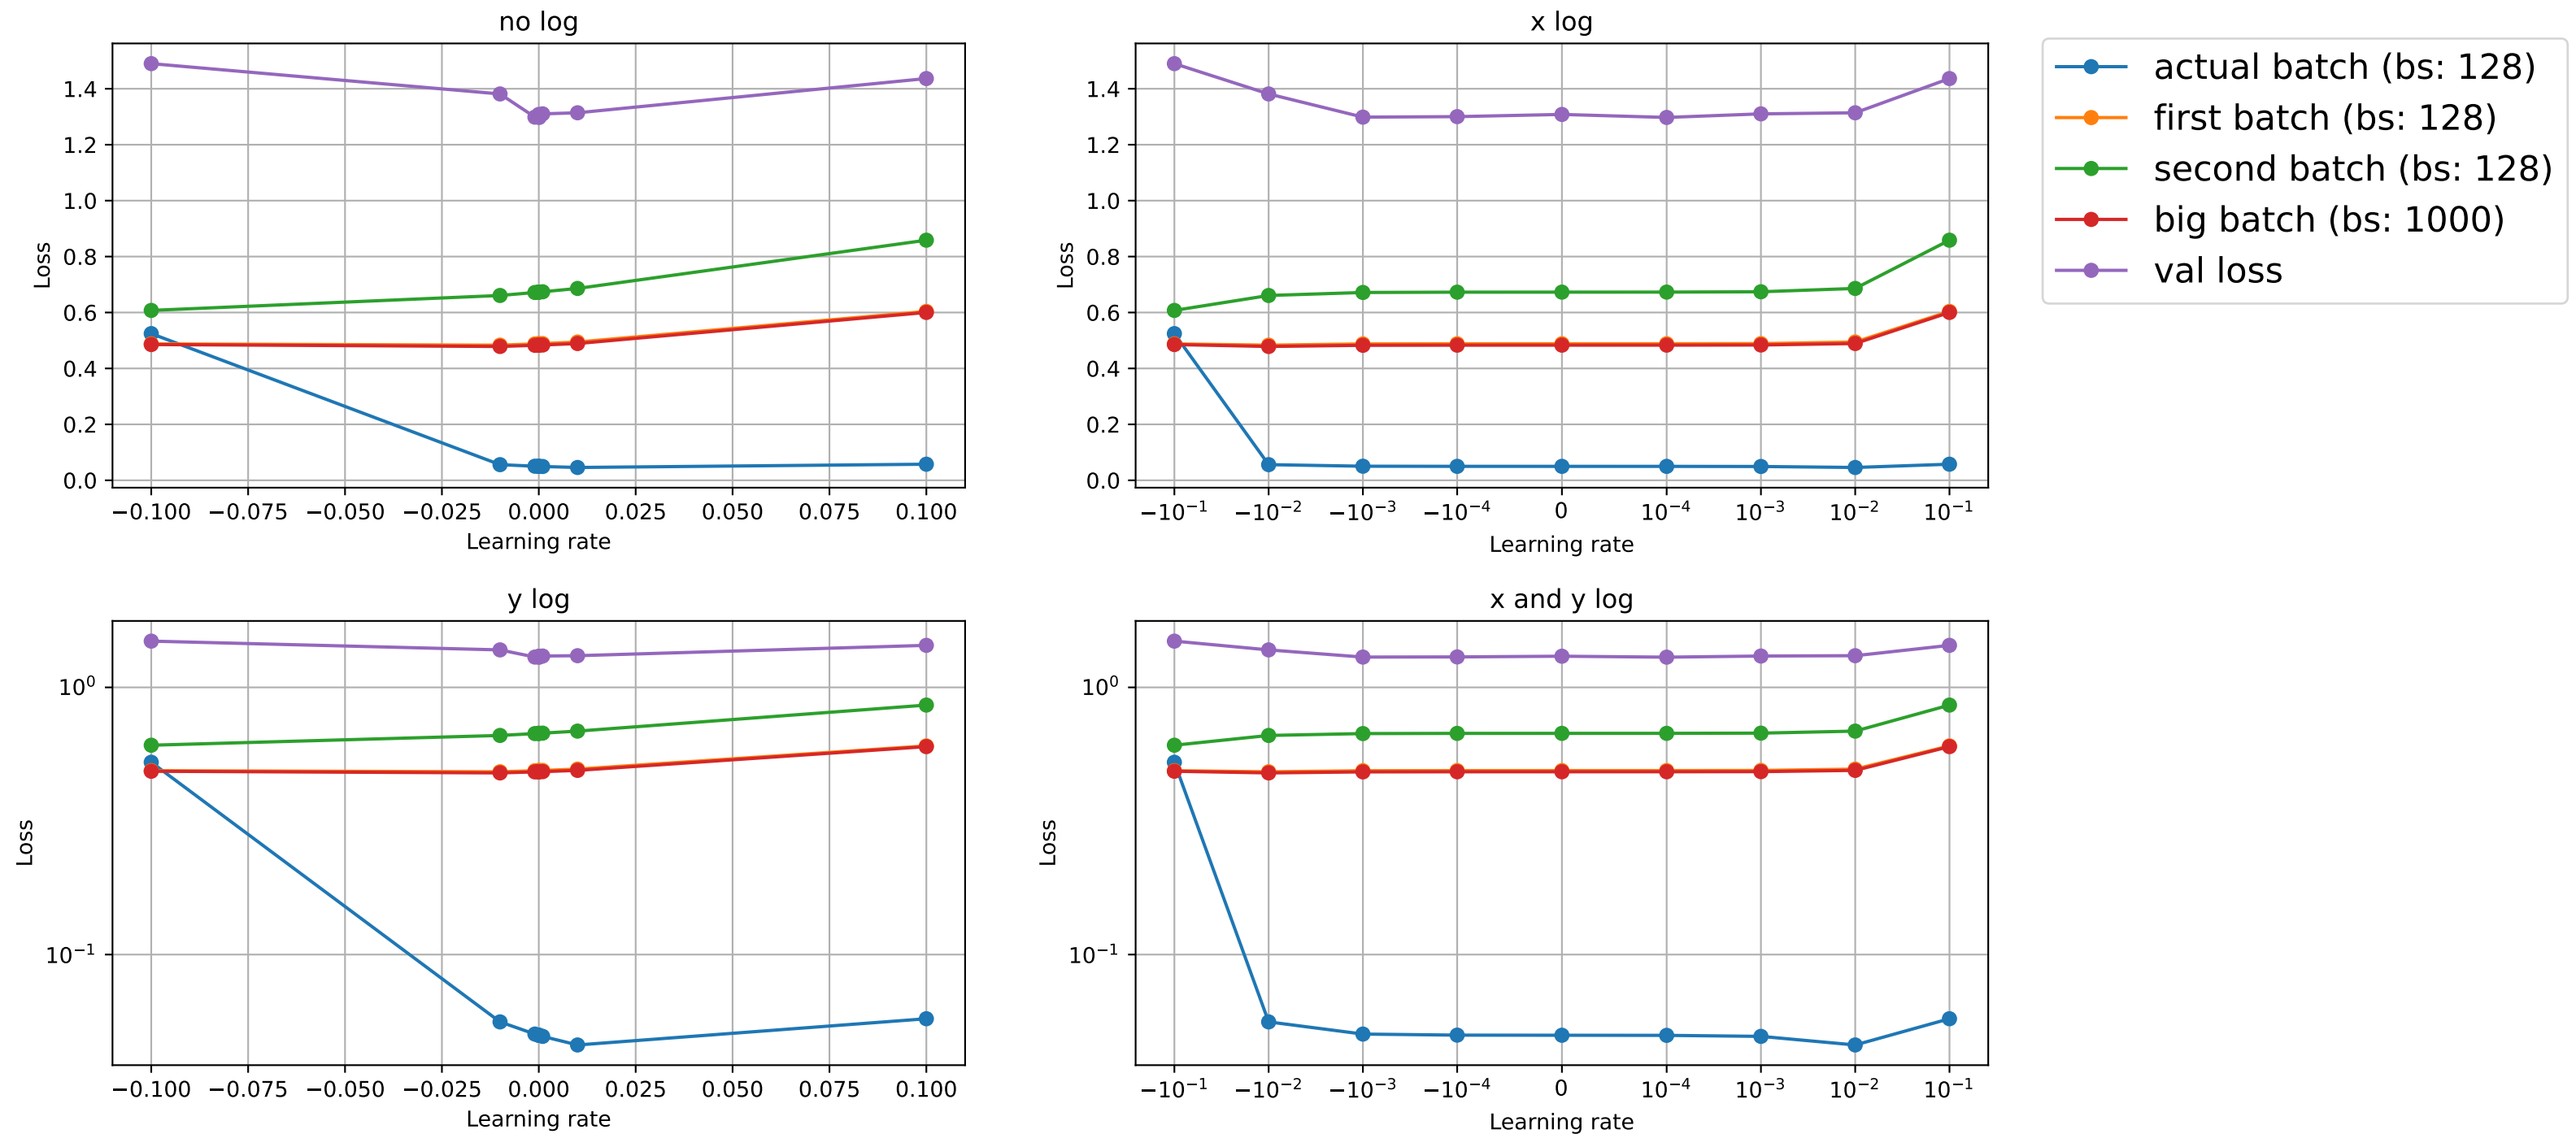 no log
1.4
1.2
1.0
0.8
0.6
0.4
0.2
0.0
Loss
−0.100 −0.075 −0.050 −0.025 0.000 0.025 0.050 0.075 0.100
Learning rate
x log
1.4
1.2
1.0
0.8
0.6
0.4
0.2
0.0
Loss
−10⁻¹ −10⁻² −10⁻³ −10⁻⁴ 0 10⁻⁴ 10⁻³ 10⁻² 10⁻¹
Learning rate
actual batch (bs: 128)
first batch (bs: 128)
second batch (bs: 128)
big batch (bs: 1000)
val loss
y log
10⁰
10⁻¹
Loss
−0.100 −0.075 −0.050 −0.025 0.000 0.025 0.050 0.075 0.100
Learning rate
x and y log
10⁰
10⁻¹
Loss
−10⁻¹ −10⁻² −10⁻³ −10⁻⁴ 0 10⁻⁴ 10⁻³ 10⁻² 10⁻¹
Learning rate